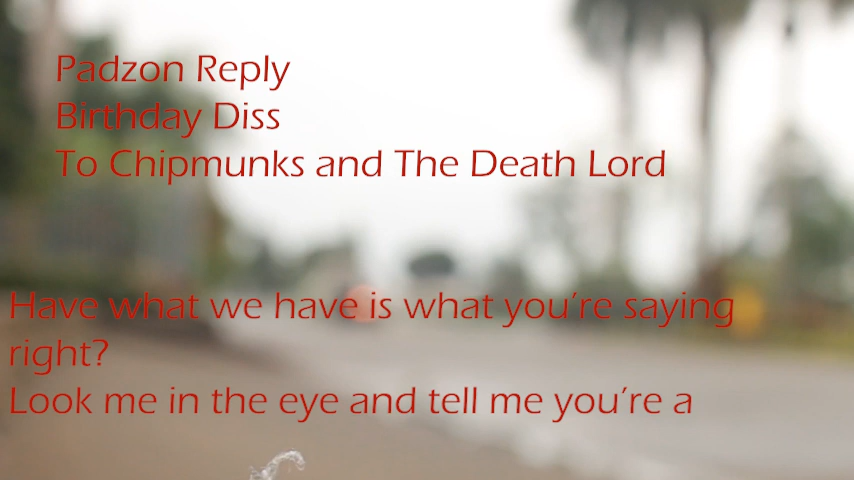 Padzon Reply
Birthday Diss
To Chipmunks and The Death Lord
Have what we have is what you're saying
right?
Look me in the eye and tell me you're a